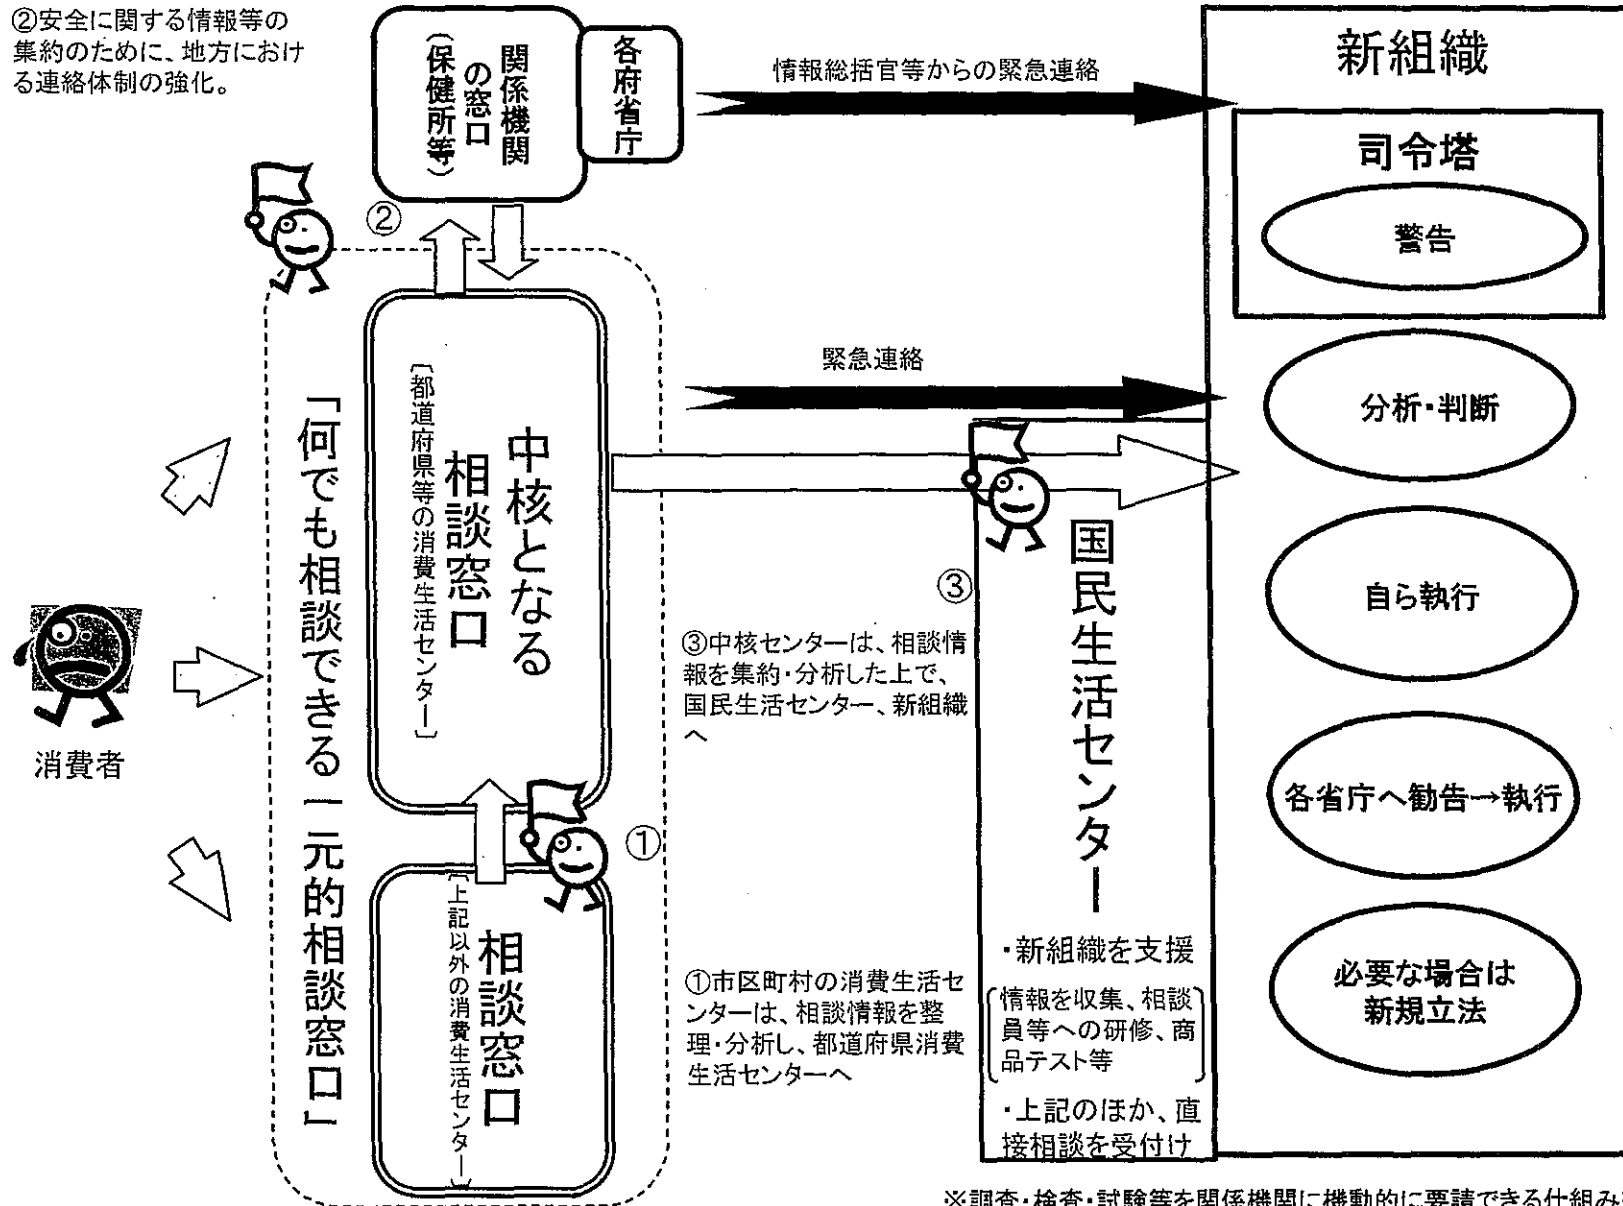 ②安全に関する情報等の
集約のために、地方におけ
る連絡体制の強化。
関係機関
の窓口
(保健所等)
各府省庁
情報総括官等からの緊急連絡
新組織
司令塔
警告
②
緊急連絡
分析・判断
自ら執行
各省庁へ勧告→執行
必要な場合は
新規立法
消費者
「何でも相談できる一元的相談窓口」
中核となる
相談窓口
〔都道府県等の消費生活センター〕
①
相談窓口
〔上記以外の消費生活センター〕
③
③中核センターは、相談情
報を集約・分析した上で、
国民生活センター、新組織
へ
①市区町村の消費生活セ
ンターは、相談情報を整
理・分析し、都道府県消費
生活センターへ
国民生活センター
・新組織を支援
情報を収集、相談
員等への研修、商
品テスト等
・上記のほか、直
接相談を受付け
※調査・検査・試験等を関係機関に機動的に要請できる仕組み